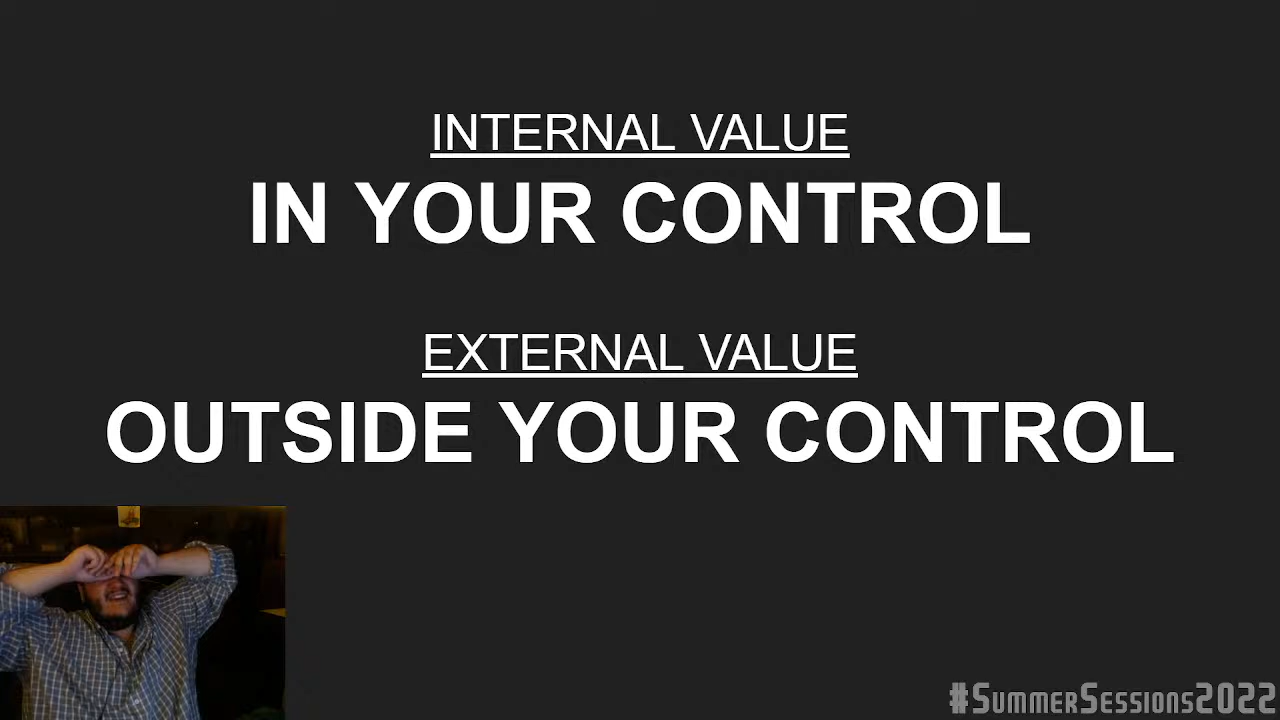 INTERNAL VALUE
IN YOUR CONTROL
EXTERNAL VALUE
OUTSIDE YOUR CONTROL
#SummerSessions2022